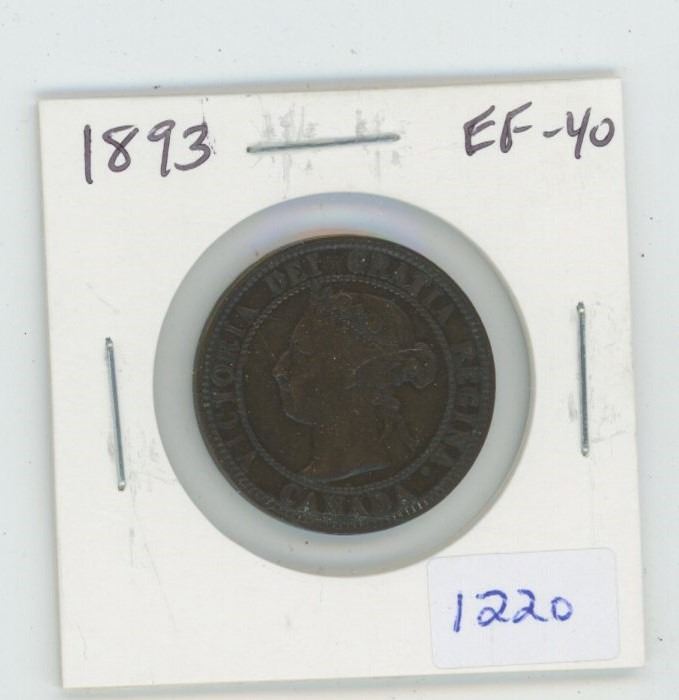 1893 EF-40
VICTORIA DEI GRATIA REGINA.
CANADA
1220